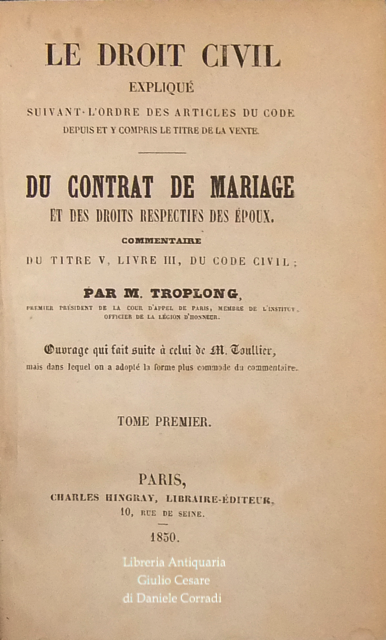 LE DROIT CIVIL
EXPLIQUÉ
SUIVANT L'ORDRE DES ARTICLES DU CODE
DEPUIS ET Y COMPRIS LE TITRE DE LA VENTE.
DU CONTRAT DE MARIAGE
ET DES DROITS RESPECTIFS DES ÉPOUX.
COMMENTAIRE
DU TITRE V, LIVRE III, DU CODE CIVIL;
PAR M. TROPLONG,
PREMIER PRÉSIDENT DE LA COUR D'APPEL DE PARIS, MEMBRE DE L'INSTITUT,
OFFICIER DE LA LÉGION D'HONNEUR.
Ouvrage qui fait suite à celui de M. Toullier,
mais dans lequel on a adopté la forme plus commode du commentaire.
TOME PREMIER.
PARIS,
CHARLES HINGRAY, LIBRAIRE-ÉDITEUR,
10, RUE DE SEINE.
1850.
Libreria Antiquaria
Giulio Cesare
di Daniele Corradi